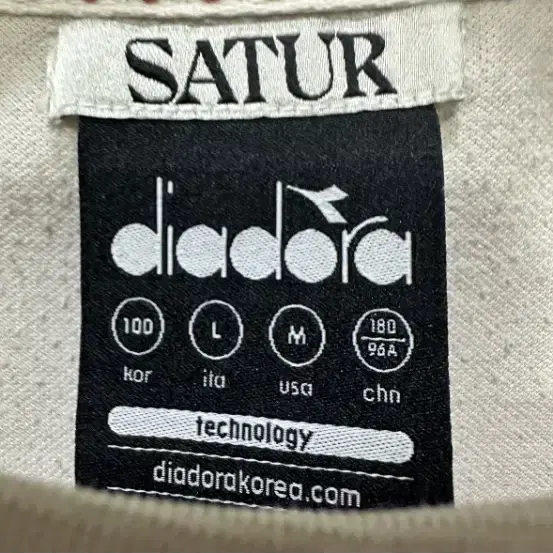 SATUR
diadora
100 L M 180
96A
kor ita usa chn
technology
diadorakorea.com